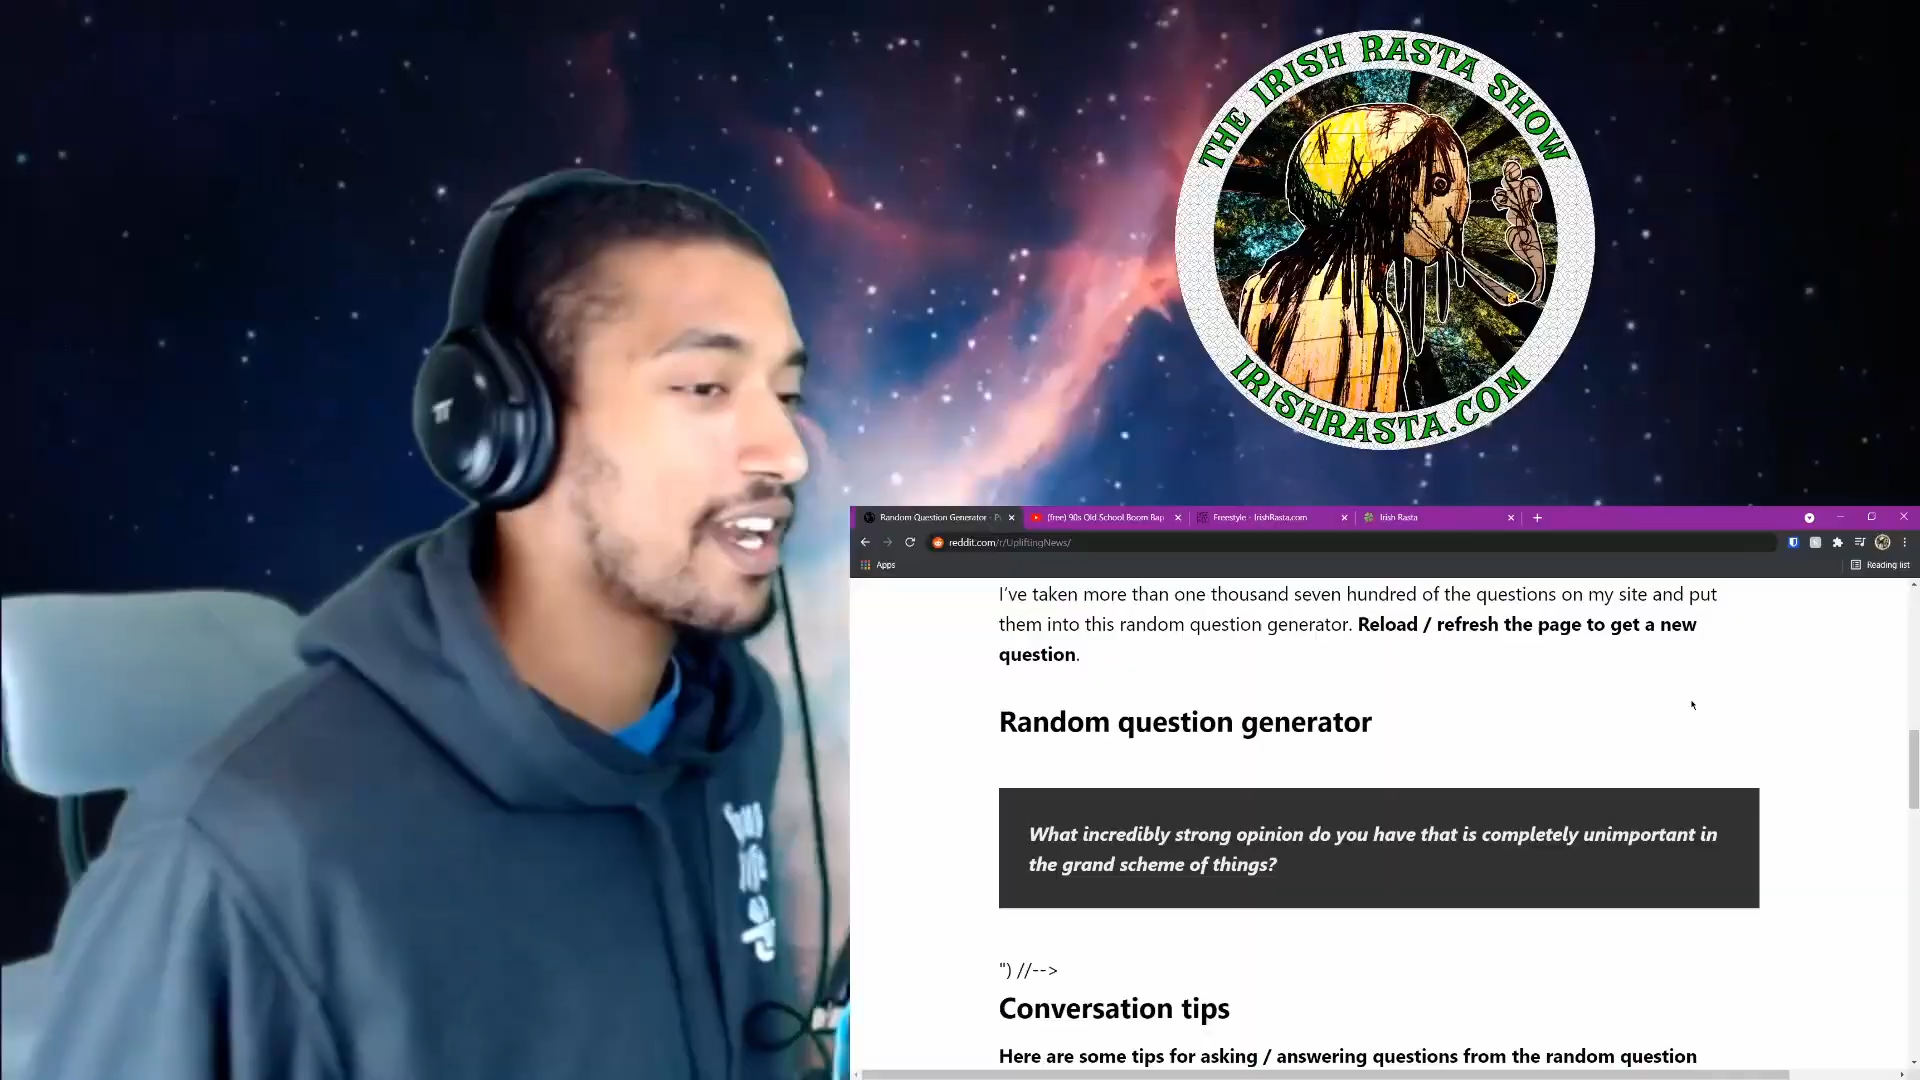 THE IRISH RASTA SHOW
IRISHRASTA.COM
Random Question Generator - P
(free) 90s Old School Boom Bap
Freestyle - IrishRasta.com
Irish Rasta
reddit.com/r/UpliftingNews/
Apps
Reading list
I've taken more than one thousand seven hundred of the questions on my site and put
them into this random question generator. Reload / refresh the page to get a new
question.
Random question generator
What incredibly strong opinion do you have that is completely unimportant in
the grand scheme of things?
") //-->
Conversation tips
Here are some tips for asking / answering questions from the random question